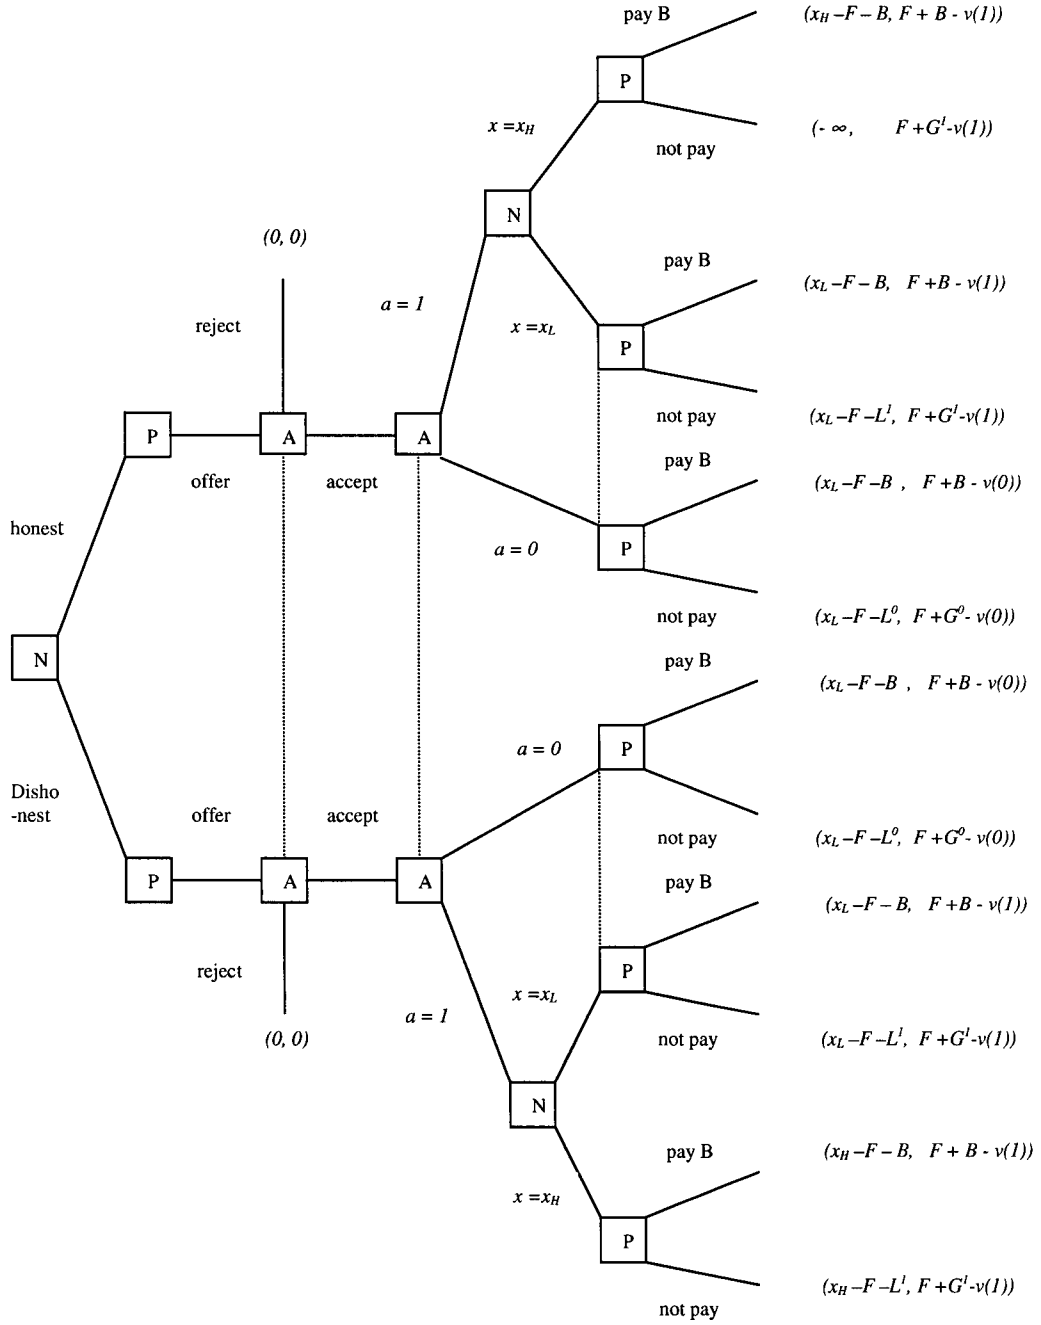 pay B
(x_H –F – B, F + B - v(1))
P
x =x_H
(- ∞, F +G^1-v(1))
not pay
N
(0, 0)
pay B
(x_L –F – B, F +B - v(1))
a = 1
reject
x =x_L
P
not pay
(x_L –F –L^1, F +G^1-v(1))
P
A
A
pay B
offer
accept
(x_L –F –B , F +B - v(0))
honest
a = 0
P
not pay
(x_L –F –L^0, F +G^0- v(0))
N
pay B
(x_L –F –B , F +B - v(0))
a = 0
P
Disho
-nest
offer
accept
not pay
(x_L –F –L^0, F +G^0- v(0))
P
A
A
pay B
(x_L –F – B, F +B - v(1))
reject
P
x =x_L
a = 1
(0, 0)
not pay
(x_L –F –L^1, F +G^1-v(1))
N
pay B
(x_H –F – B, F + B - v(1))
x =x_H
P
(x_H –F –L^1, F +G^1-v(1))
not pay